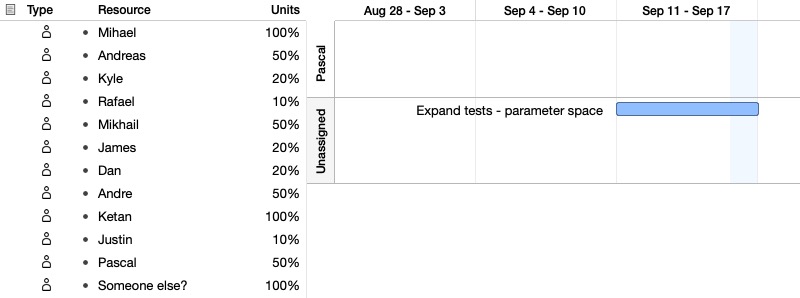 Type Resource Units Aug 28 - Sep 3 Sep 4 - Sep 10 Sep 11 - Sep 17
• Mihael 100%
• Andreas 50%
• Kyle 20%
• Rafael 10%
• Mikhail 50%
• James 20%
• Dan 20%
• Andre 50%
• Ketan 100%
• Justin 10%
• Pascal 50%
• Someone else? 100%
Pascal
Unassigned
Expand tests - parameter space